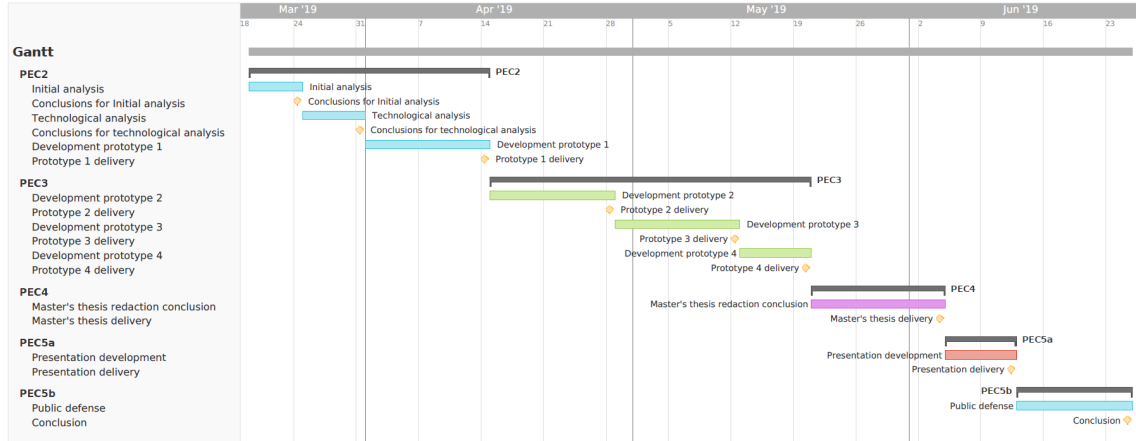 Mar '19 Apr '19 May '19 Jun '19
18 24 31 7 14 21 28 5 12 19 26 2 9 16 23
Gantt
PEC2 PEC2
Initial analysis Initial analysis
Conclusions for Initial analysis Conclusions for Initial analysis
Technological analysis Technological analysis
Conclusions for technological analysis Conclusions for technological analysis
Development prototype 1 Development prototype 1
Prototype 1 delivery Prototype 1 delivery
PEC3 PEC3
Development prototype 2 Development prototype 2
Prototype 2 delivery Prototype 2 delivery
Development prototype 3 Development prototype 3
Prototype 3 delivery Prototype 3 delivery
Development prototype 4 Development prototype 4
Prototype 4 delivery Prototype 4 delivery
PEC4 PEC4
Master's thesis redaction conclusion Master's thesis redaction conclusion
Master's thesis delivery Master's thesis delivery
PEC5a PEC5a
Presentation development Presentation development
Presentation delivery Presentation delivery
PEC5b PEC5b
Public defense Public defense
Conclusion Conclusion